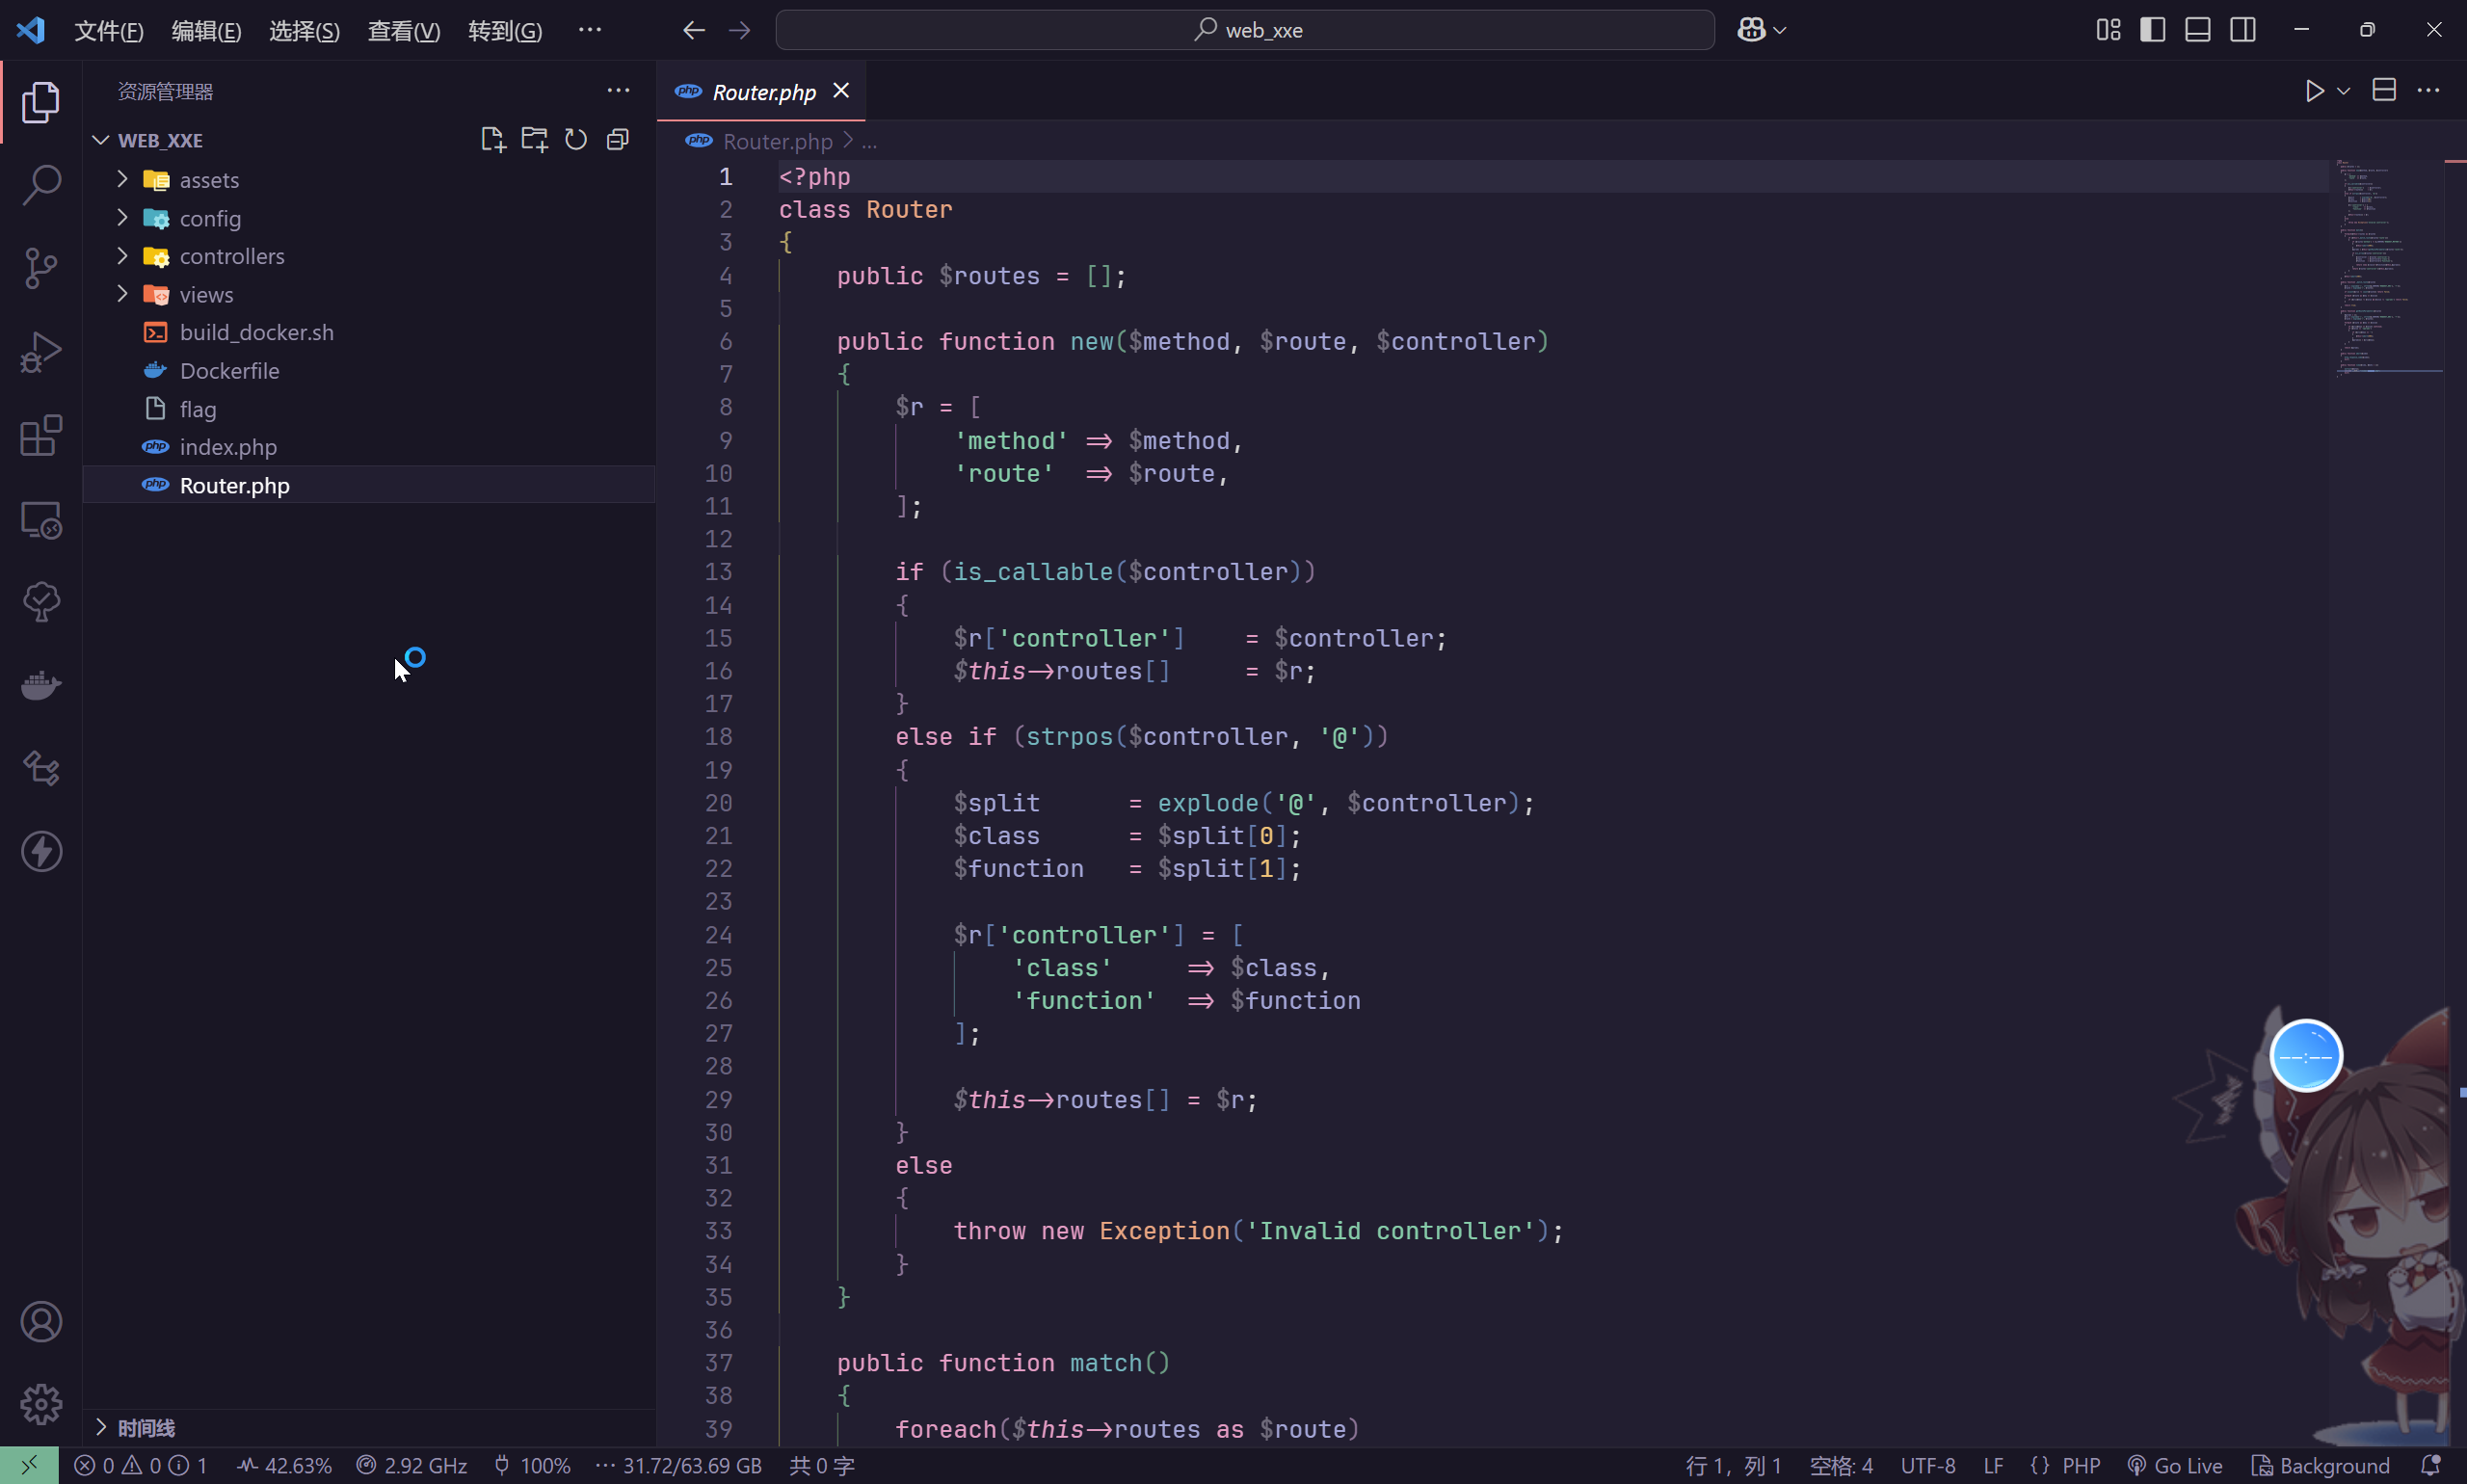 文件(F) 编辑(E) 选择(S) 查看(V) 转到(G) ··· web_xxe
资源管理器 ···
WEB_XXE
assets
config
controllers
views
build_docker.sh
Dockerfile
flag
index.php
Router.php
时间线
Router.php
Router.php > ...
1 <?php
2 class Router
3 {
4 public $routes = [];
5
6 public function new($method, $route, $controller)
7 {
8 $r = [
9 'method' => $method,
10 'route' => $route,
11 ];
12
13 if (is_callable($controller))
14 {
15 $r['controller'] = $controller;
16 $this->routes[] = $r;
17 }
18 else if (strpos($controller, '@'))
19 {
20 $split = explode('@', $controller);
21 $class = $split[0];
22 $function = $split[1];
23
24 $r['controller'] = [
25 'class' => $class,
26 'function' => $function
27 ];
28
29 $this->routes[] = $r;
30 }
31 else
32 {
33 throw new Exception('Invalid controller');
34 }
35 }
36
37 public function match()
38 {
39 foreach($this->routes as $route)
--:--
0 0 1 42.63% 2.92 GHz 100% ··· 31.72/63.69 GB 共 0 字 行 1，列 1 空格: 4 UTF-8 LF {} PHP Go Live Background